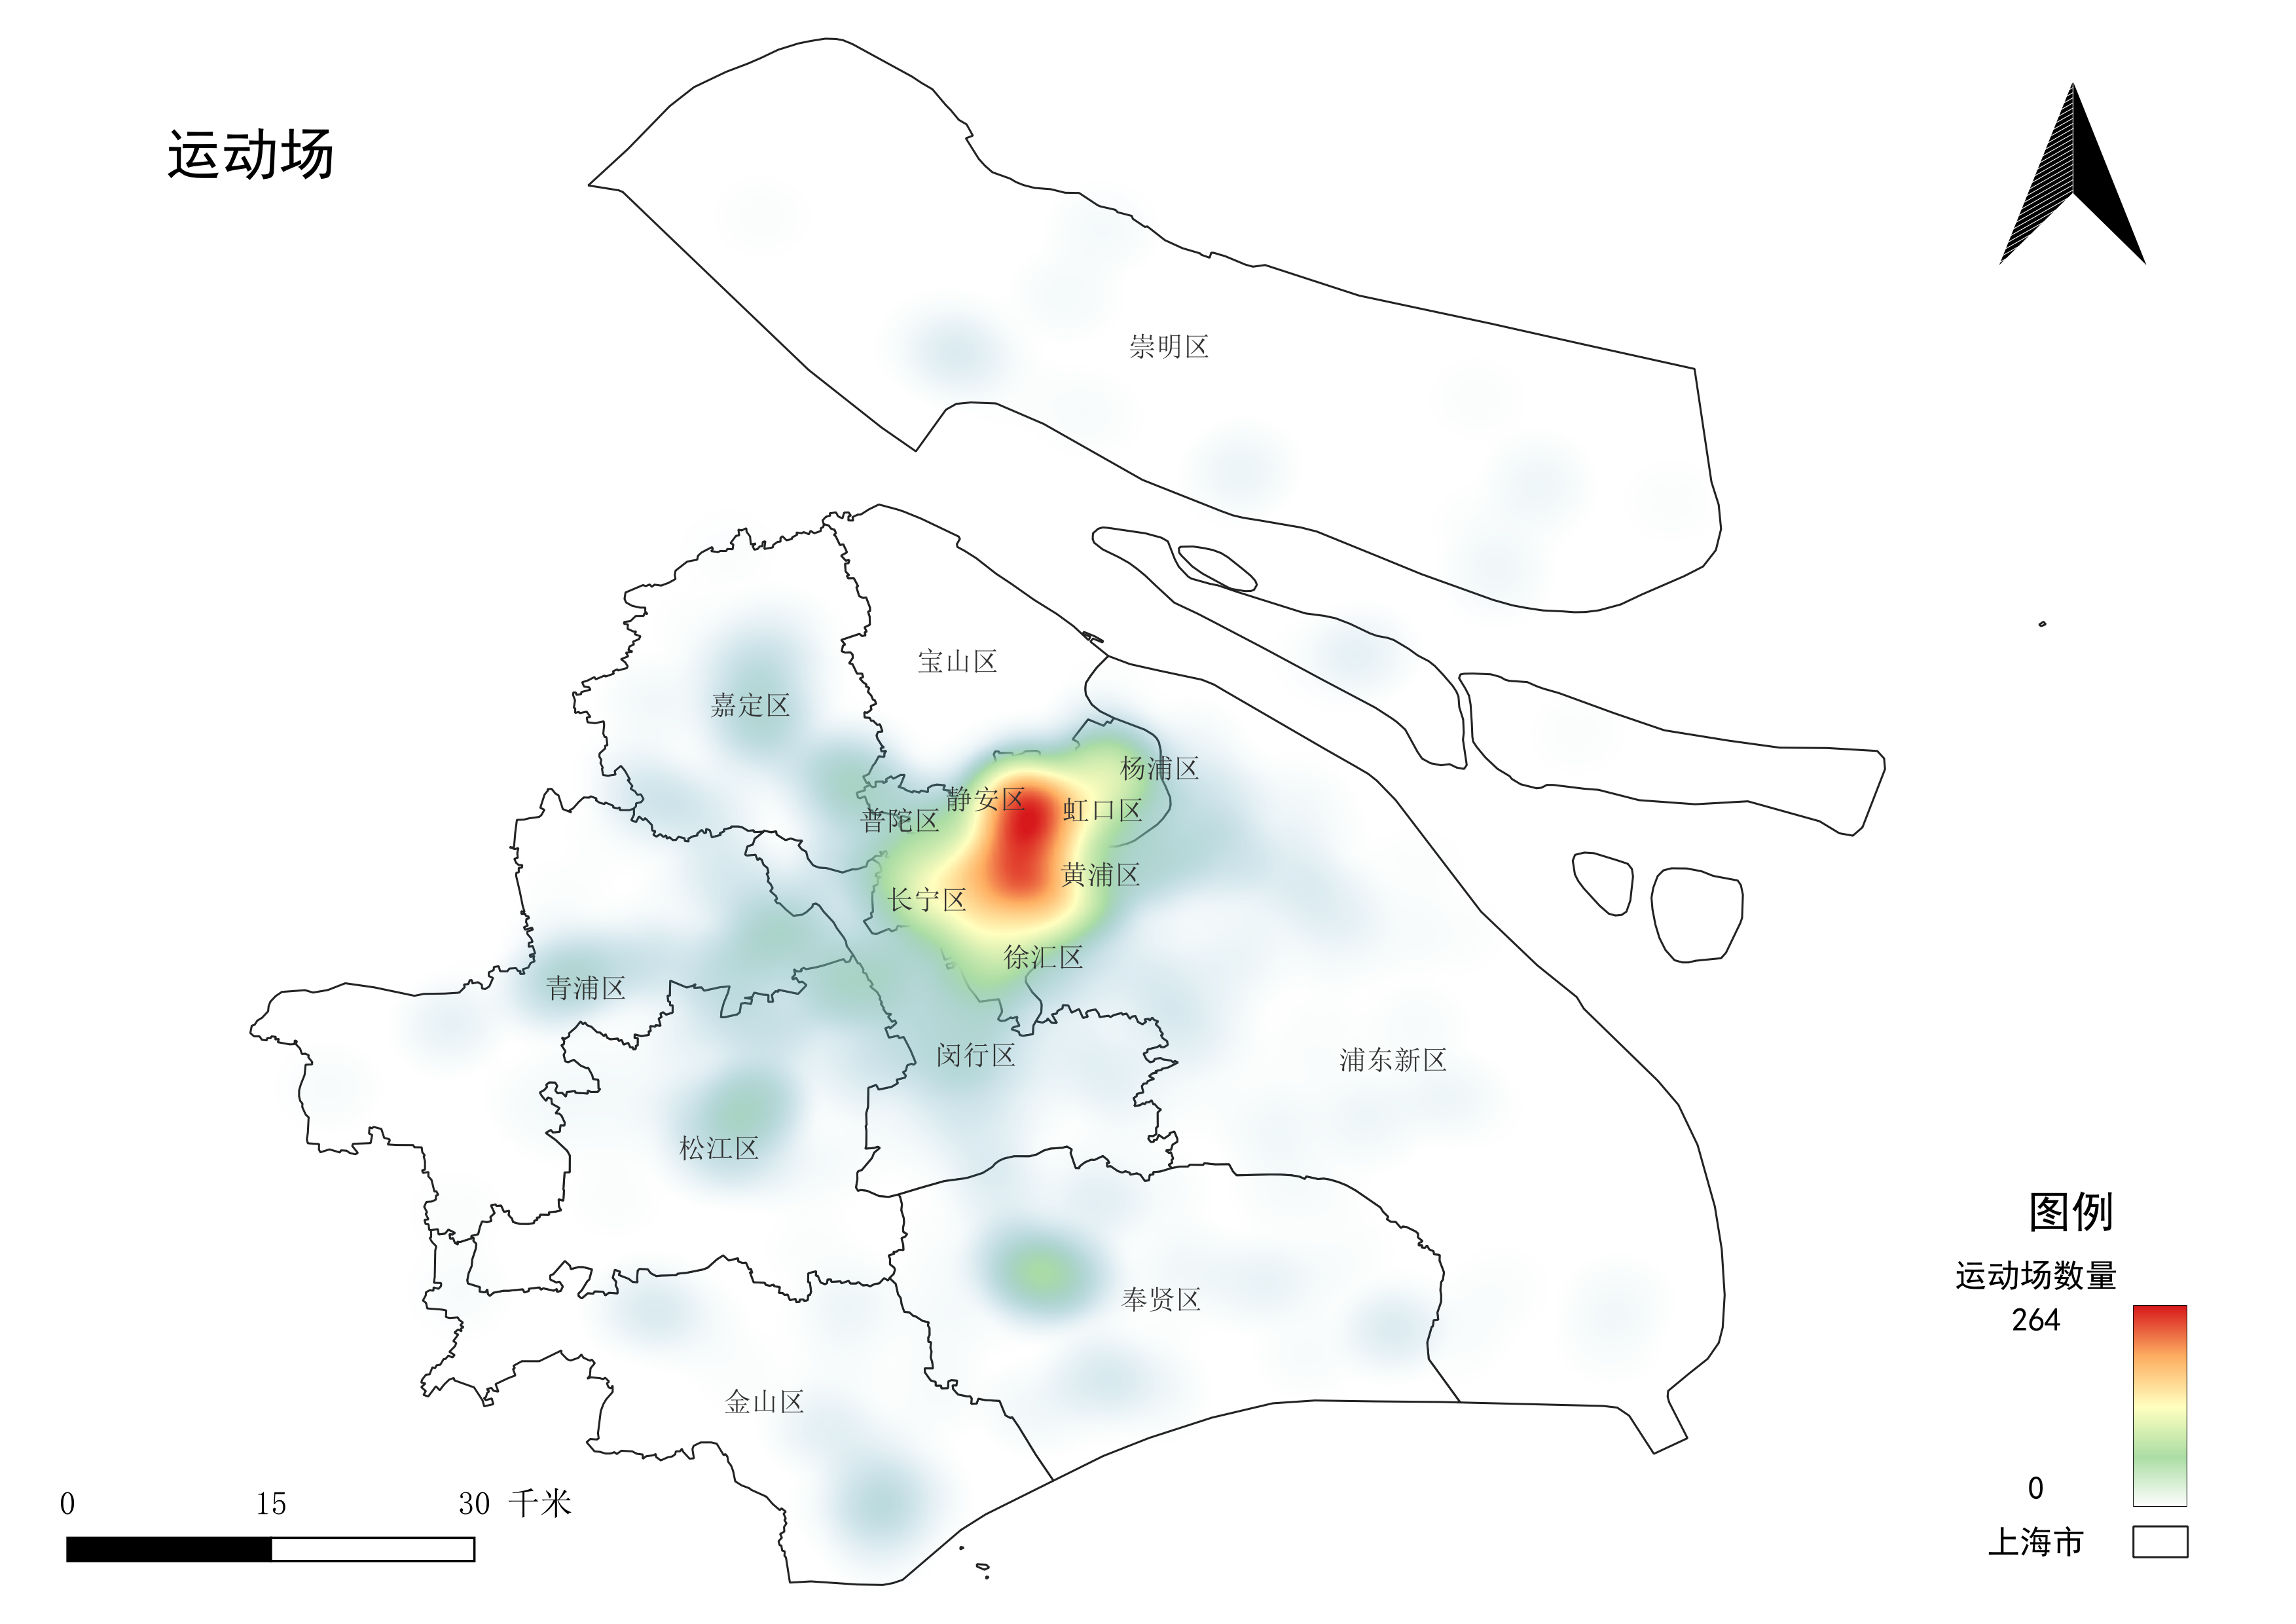 运动场
崇明区
宝山区
嘉定区
杨浦区
静安区
虹口区
普陀区
黄浦区
长宁区
徐汇区
青浦区
闵行区
浦东新区
松江区
奉贤区
金山区
图例
运动场数量
264
0
上海市
0 15 30 千米